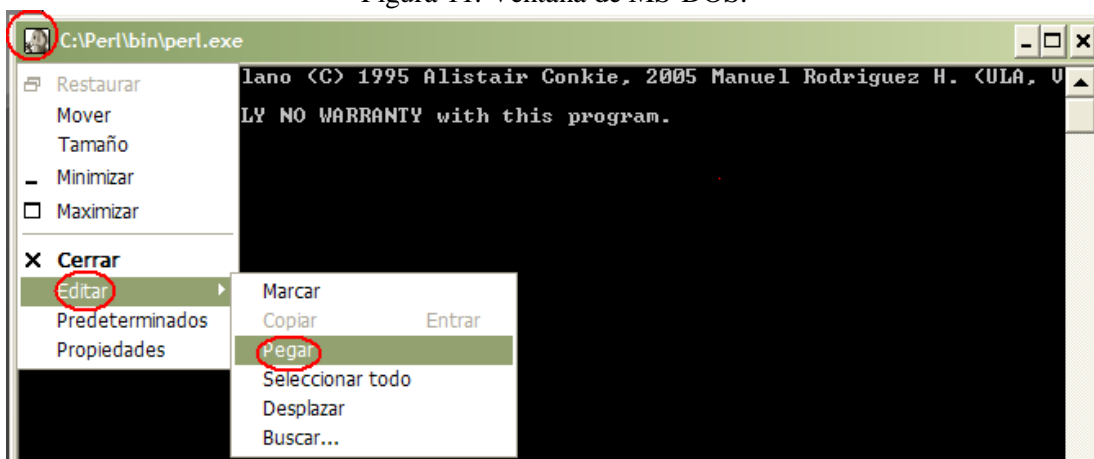 Figura 11. Ventana de MS-DOS.
C:\Perl\bin\perl.exe
lano (C) 1995 Alistair Conkie, 2005 Manuel Rodriguez H. (ULA, V
LY NO WARRANTY with this program.
Restaurar
Mover
Tamaño
Minimizar
Maximizar
Cerrar
Editar
Predeterminados
Propiedades
Marcar
Copiar Entrar
Pegar
Seleccionar todo
Desplazar
Buscar...